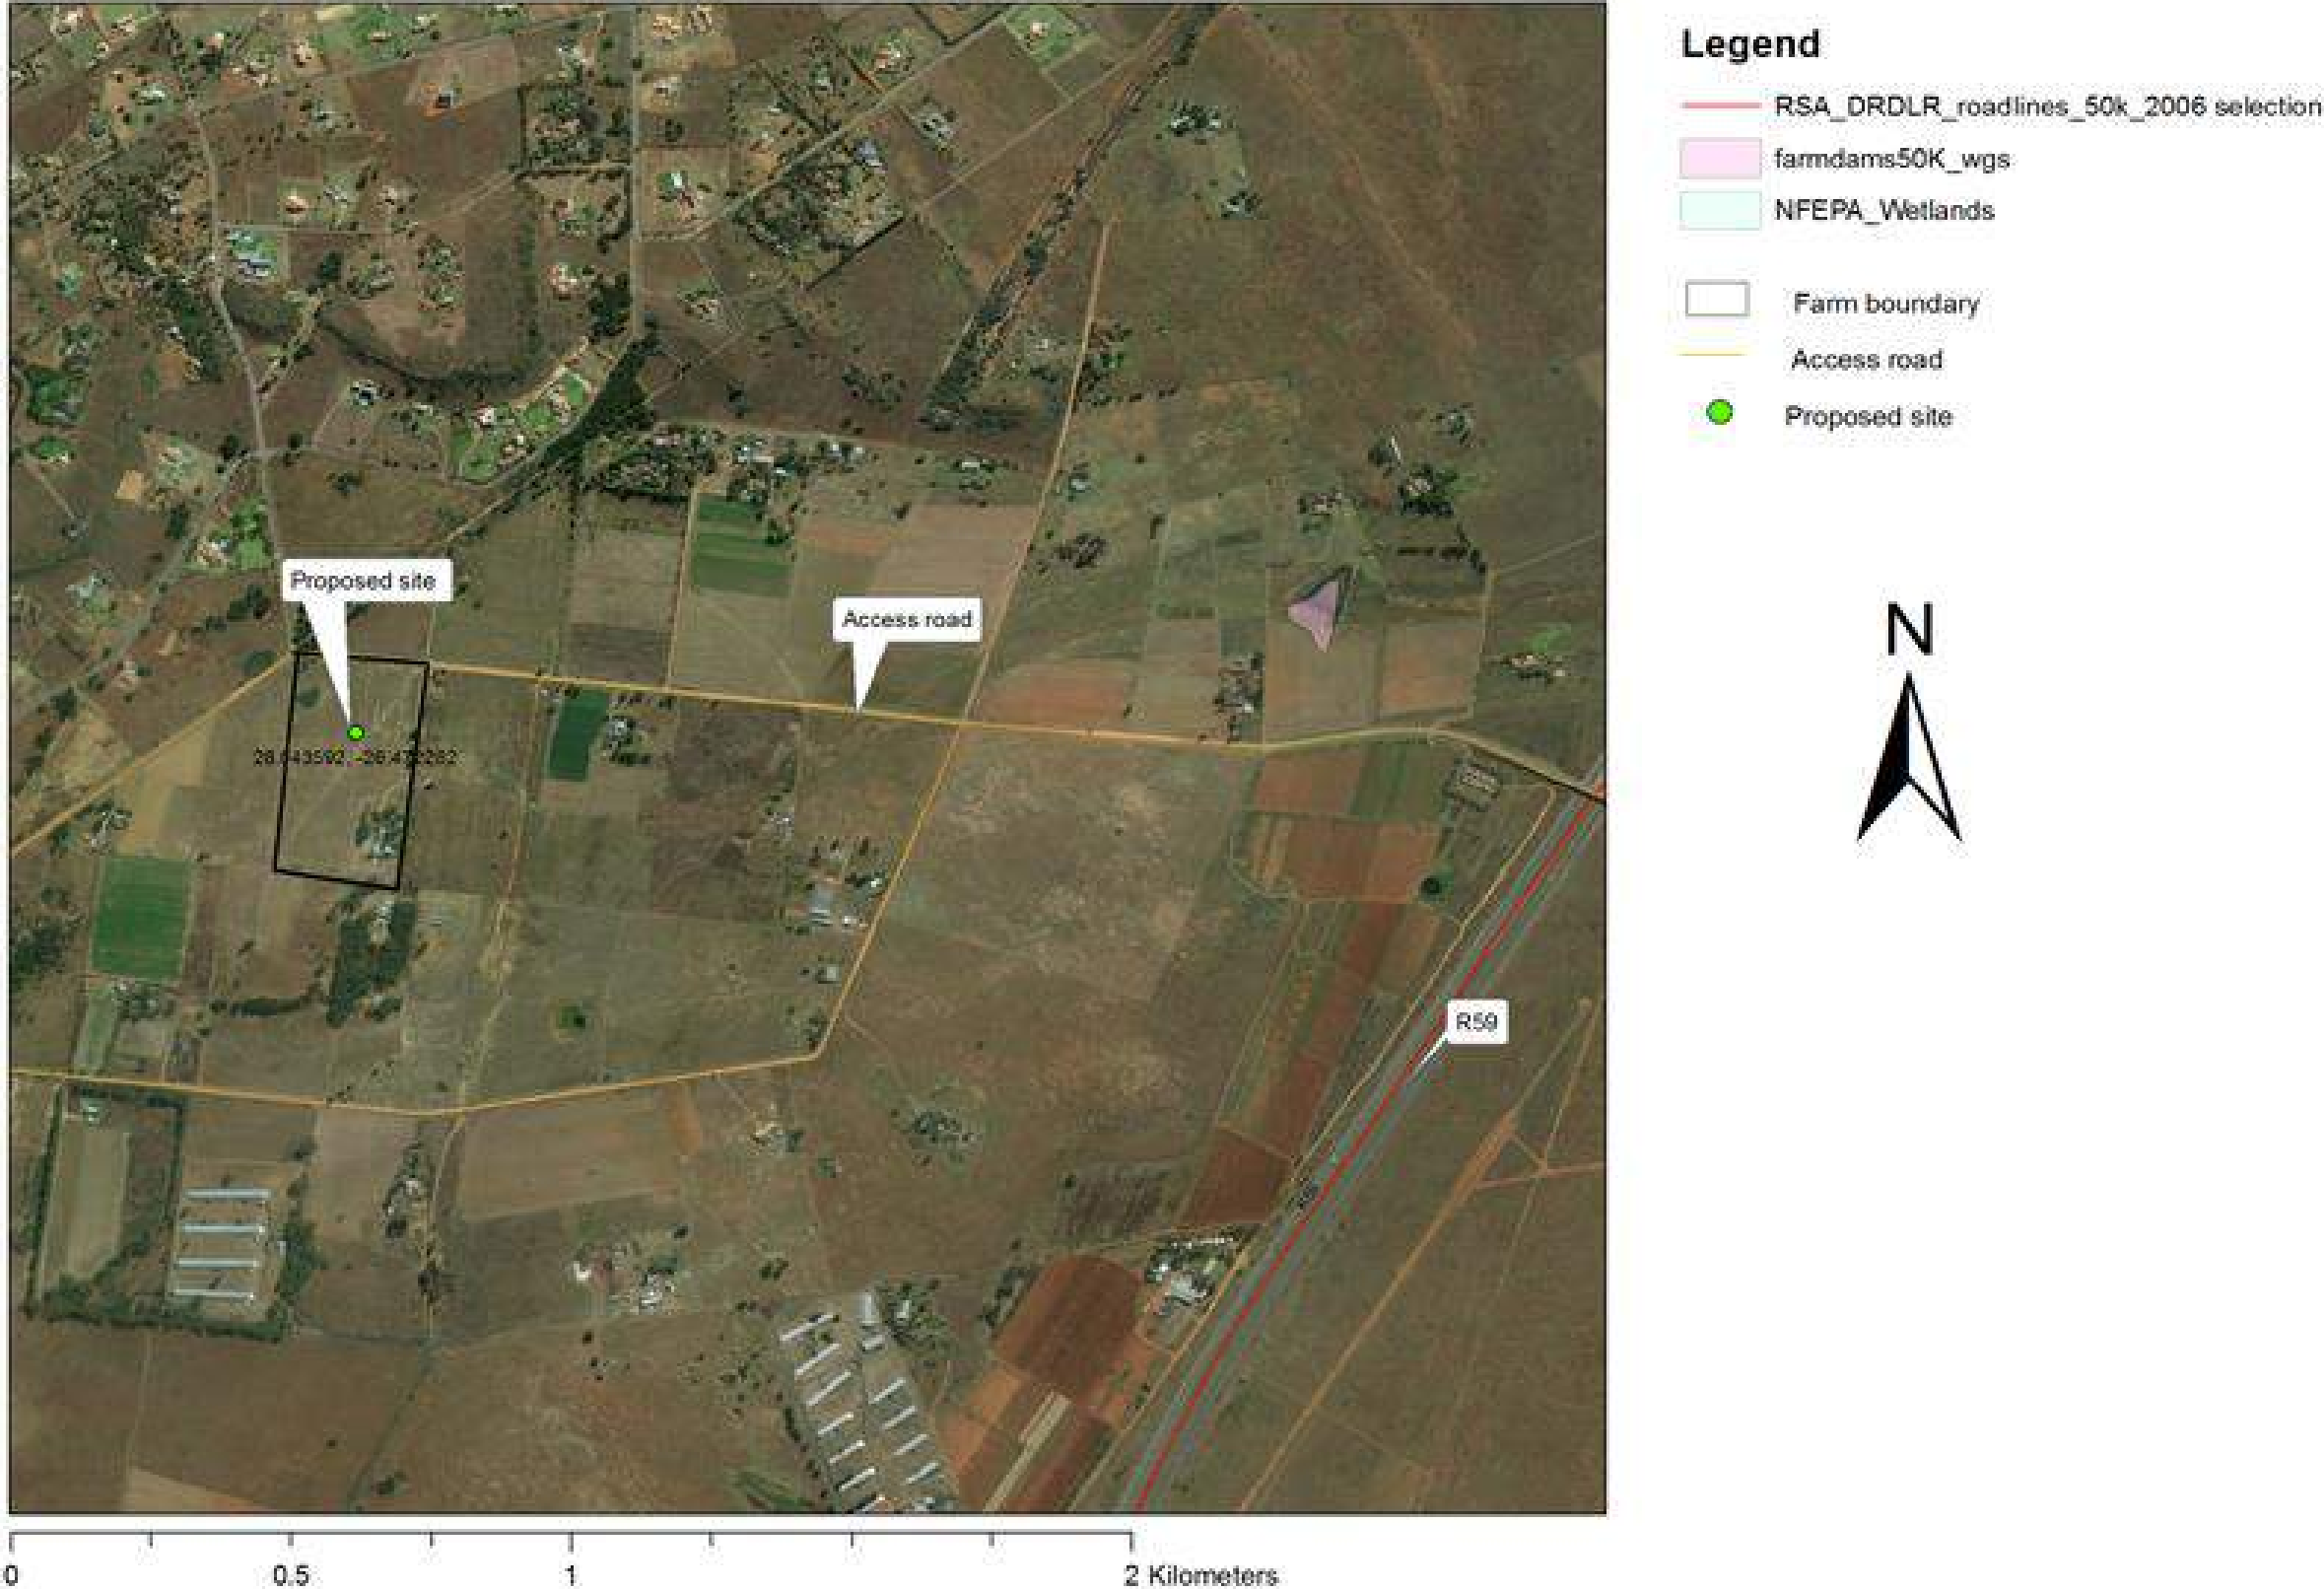 Legend
RSA_DRDLR_roadlines_50k_2006 selection
farmdams50K_wgs
NFEPA_Wetlands
Farm boundary
Access road
Proposed site
N
Proposed site
Access road
R59
0 0.5 1 2 Kilometers